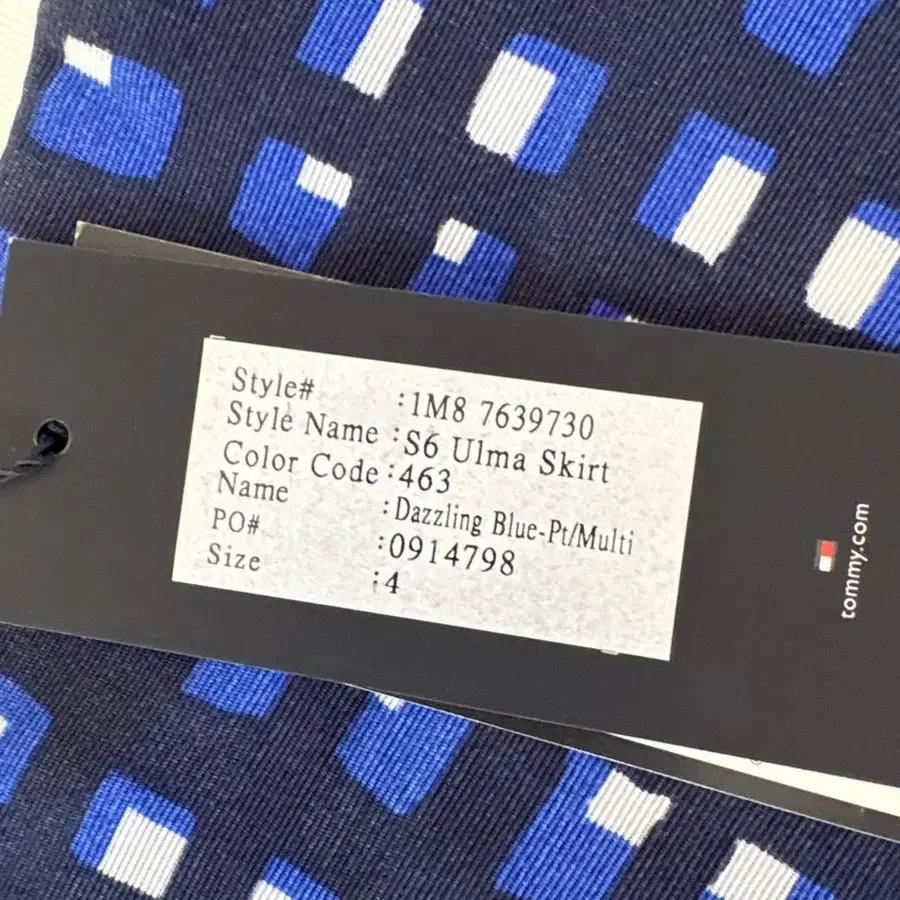 Style# :1M8 7639730
Style Name :S6 Ulma Skirt
Color Code :463
Name :Dazzling Blue-Pt/Multi
PO# :0914798
Size :4
tommy.com